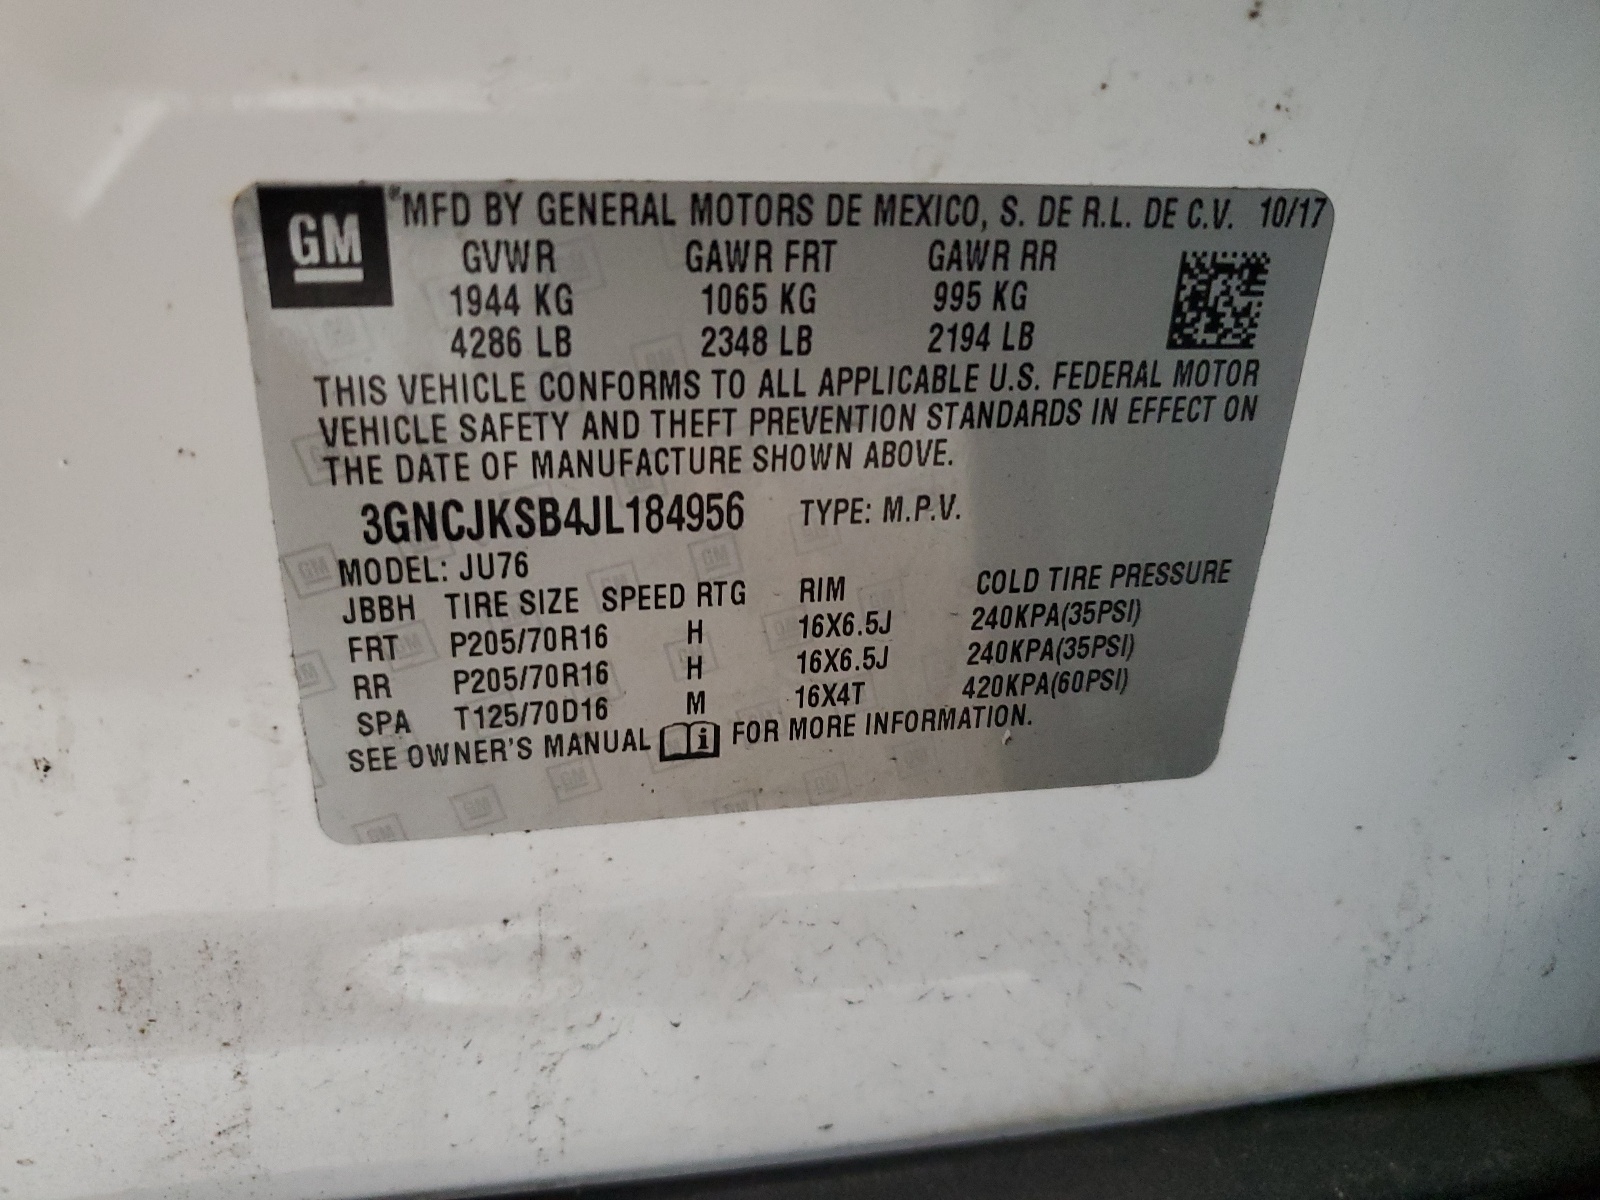 GM
*MFD BY GENERAL MOTORS DE MEXICO, S. DE R.L. DE C.V. 10/17
GVWR GAWR FRT GAWR RR
1944 KG 1065 KG 995 KG
4286 LB 2348 LB 2194 LB
THIS VEHICLE CONFORMS TO ALL APPLICABLE U.S. FEDERAL MOTOR
VEHICLE SAFETY AND THEFT PREVENTION STANDARDS IN EFFECT ON
THE DATE OF MANUFACTURE SHOWN ABOVE.
3GNCJKSB4JL184956 TYPE: M.P.V.
MODEL: JU76
JBBH TIRE SIZE SPEED RTG RIM COLD TIRE PRESSURE
FRT P205/70R16 H 16X6.5J 240KPA(35PSI)
RR P205/70R16 H 16X6.5J 240KPA(35PSI)
SPA T125/70D16 M 16X4T 420KPA(60PSI)
SEE OWNER'S MANUAL i FOR MORE INFORMATION.